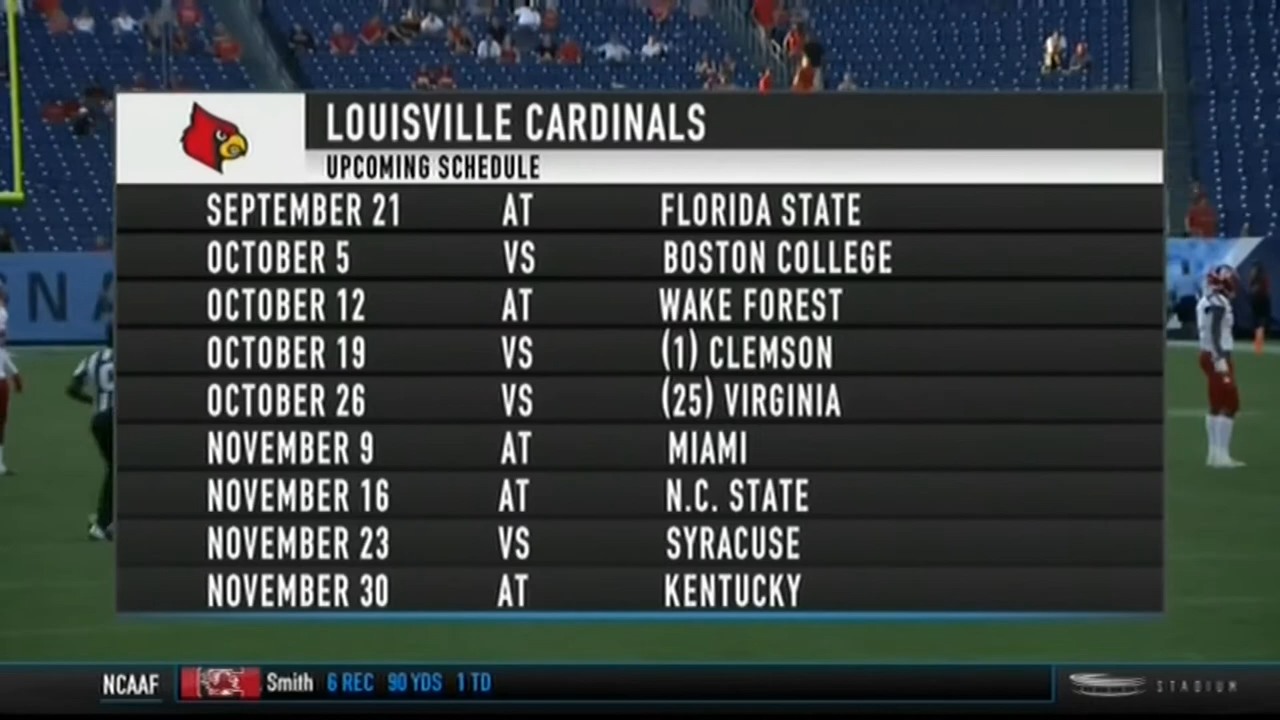 LOUISVILLE CARDINALS
UPCOMING SCHEDULE
SEPTEMBER 21 AT FLORIDA STATE
OCTOBER 5 VS BOSTON COLLEGE
OCTOBER 12 AT WAKE FOREST
OCTOBER 19 VS (1) CLEMSON
OCTOBER 26 VS (25) VIRGINIA
NOVEMBER 9 AT MIAMI
NOVEMBER 16 AT N.C. STATE
NOVEMBER 23 VS SYRACUSE
NOVEMBER 30 AT KENTUCKY
NCAAF Smith 6 REC 90 YDS 1 TD STADIUM